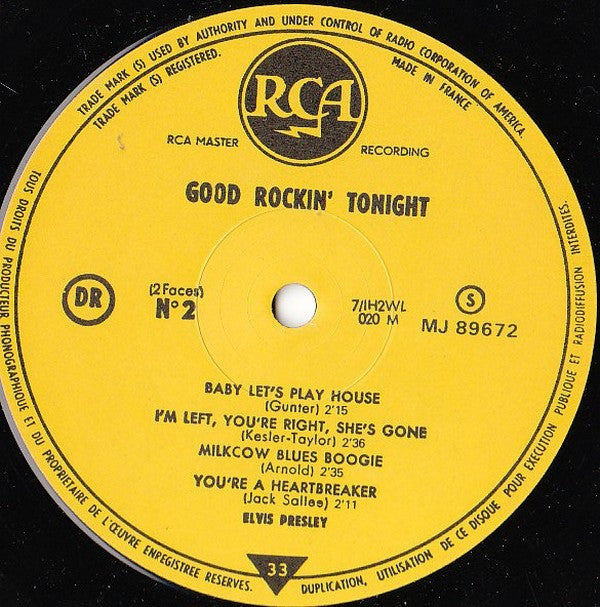 TRADE MARK (S) USED BY AUTHORITY AND UNDER CONTROL OF RADIO CORPORATION OF AMERICA.
TRADE MARK (S) REGISTERED.
MADE IN FRANCE
RCA
RCA MASTER RECORDING
GOOD ROCKIN' TONIGHT
DR
(2 Faces)
N° 2
7/IH2WL
020 M
S
MJ 89672
BABY LET'S PLAY HOUSE
(Gunter) 2'15
I'M LEFT, YOU'RE RIGHT, SHE'S GONE
(Kesler-Taylor) 2'36
MILKCOW BLUES BOOGIE
(Arnold) 2'35
YOU'RE A HEARTBREAKER
(Jack Sallee) 2'11
ELVIS PRESLEY
33
TOUS DROITS DU PRODUCTEUR PHONOGRAPHIQUE ET DU PROPRIETAIRE DE L'ŒUVRE ENREGISTREE RESERVES.
DUPLICATION, UTILISATION DE CE DISQUE POUR EXECUTION PUBLIQUE ET RADIODIFFUSION INTERDITES.